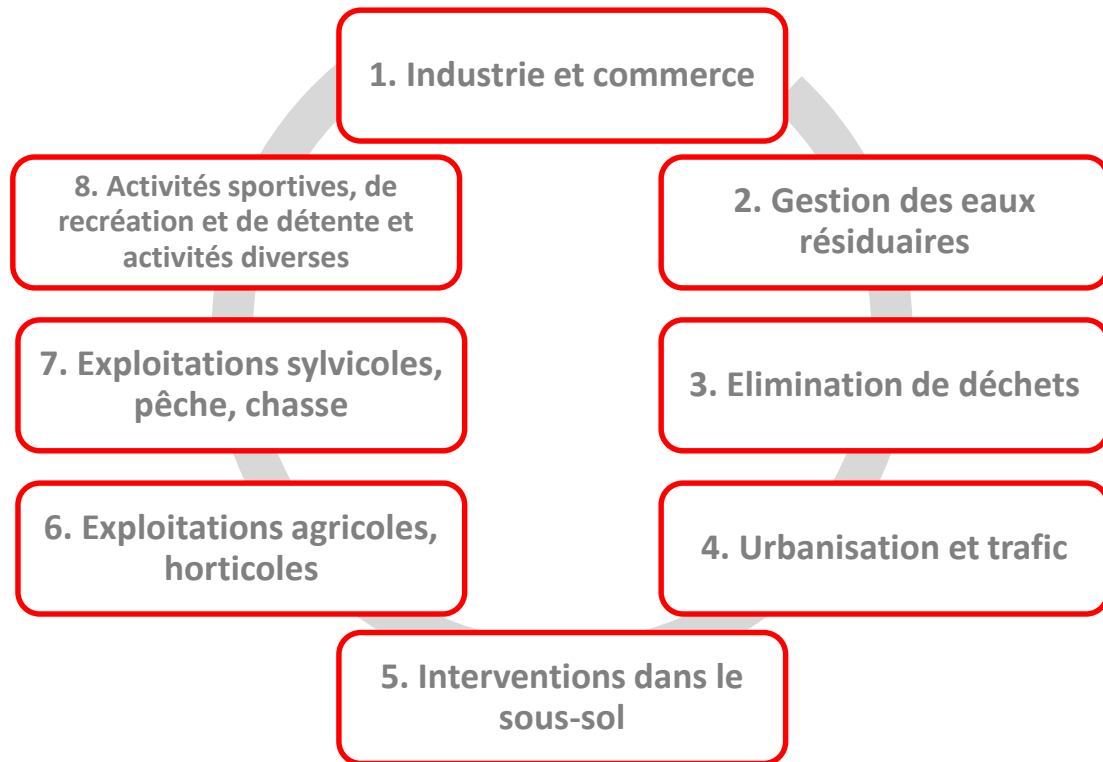 1. Industrie et commerce
2. Gestion des eaux
résiduaires
3. Elimination de déchets
4. Urbanisation et trafic
5. Interventions dans le
sous-sol
6. Exploitations agricoles,
horticoles
7. Exploitations sylvicoles,
pêche, chasse
8. Activités sportives, de
recréation et de détente et
activités diverses